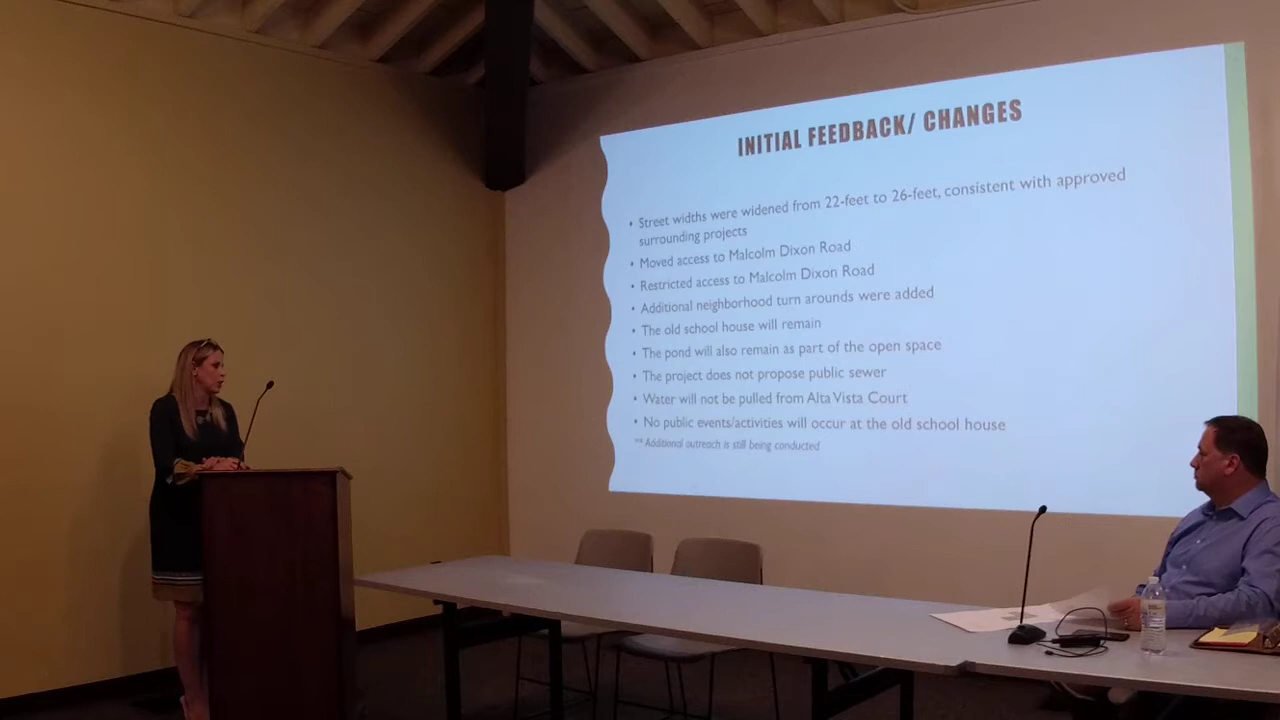 INITIAL FEEDBACK/ CHANGES
• Street widths were widened from 22-feet to 26-feet, consistent with approved
surrounding projects
• Moved access to Malcolm Dixon Road
• Restricted access to Malcolm Dixon Road
• Additional neighborhood turn arounds were added
• The old school house will remain
• The pond will also remain as part of the open space
• The project does not propose public sewer
• Water will not be pulled from Alta Vista Court
• No public events/activities will occur at the old school house
** Additional outreach is still being conducted